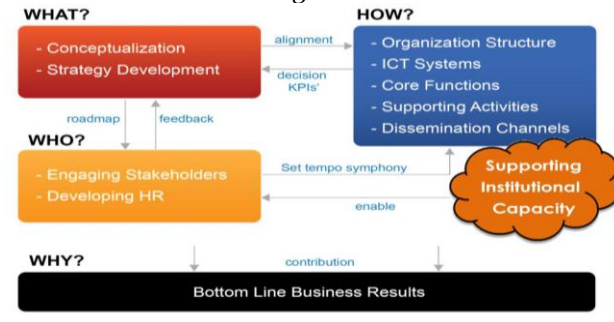 WHAT?
- Conceptualization
- Strategy Development
alignment
decision
KPIs'
HOW?
- Organization Structure
- ICT Systems
- Core Functions
- Supporting Activities
- Dissemination Channels
roadmap
feedback
WHO?
- Engaging Stakeholders
- Developing HR
Set tempo symphony
enable
Supporting
Institutional
Capacity
WHY?
contribution
Bottom Line Business Results